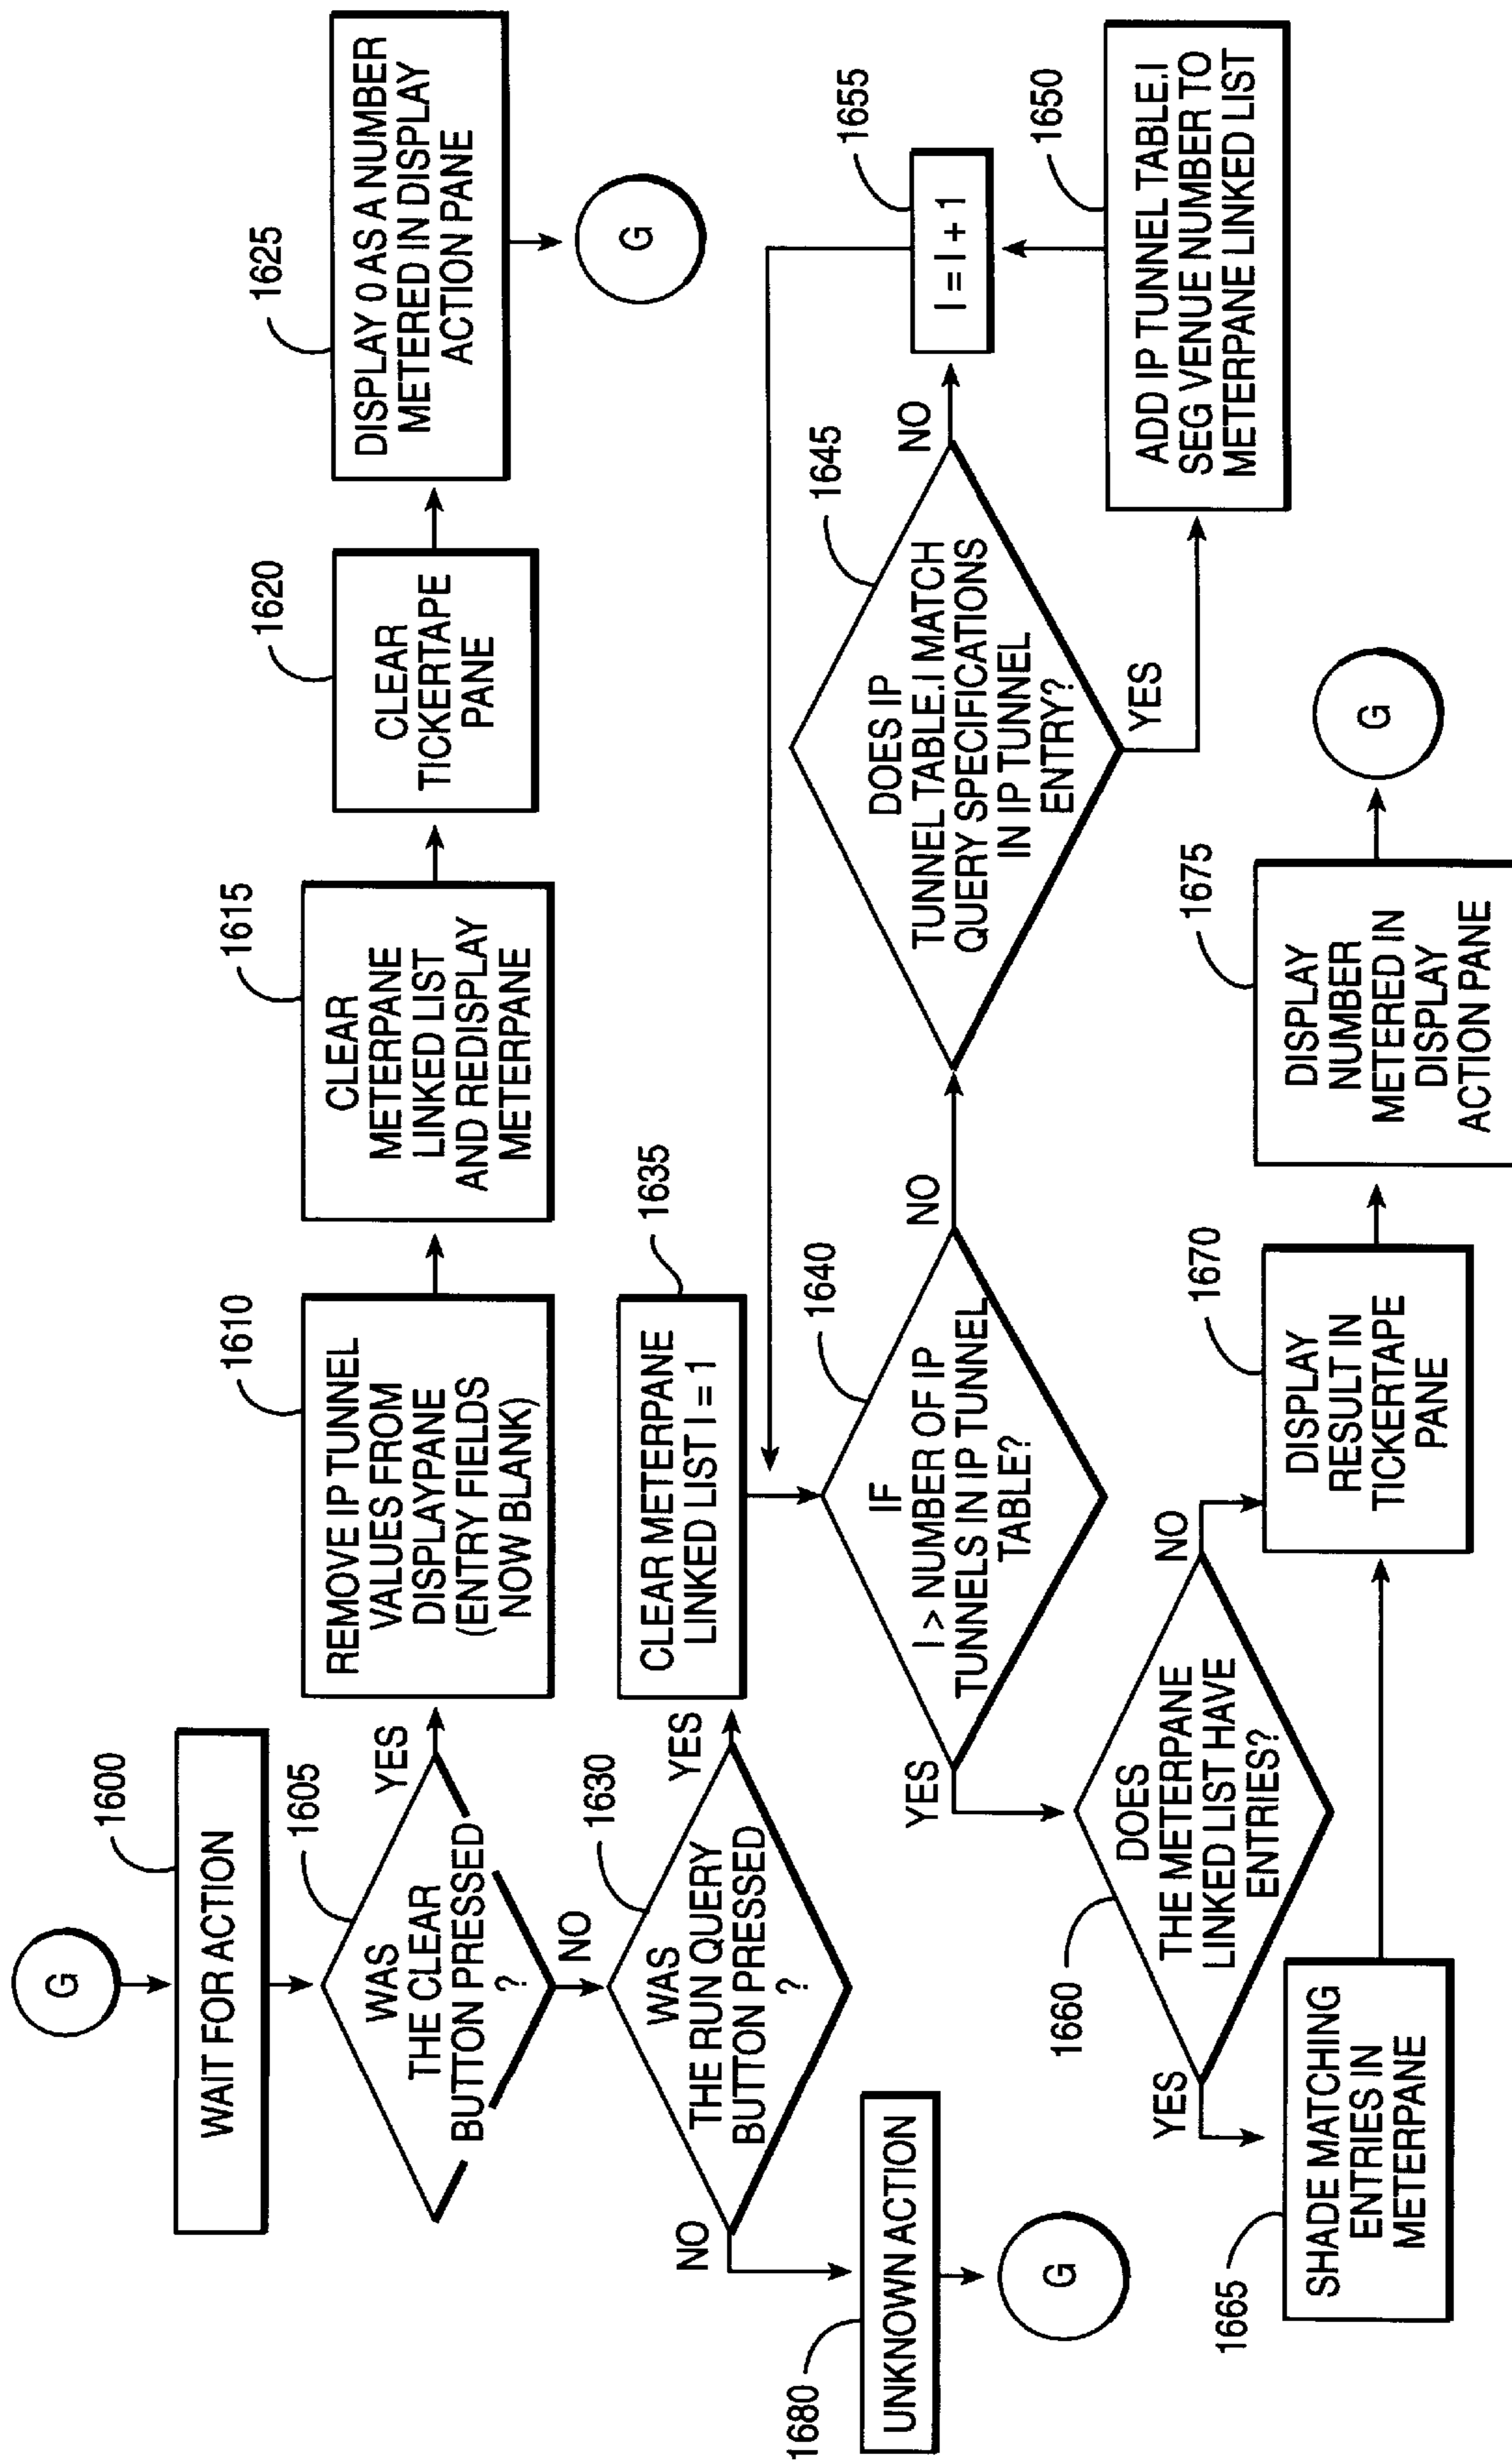 G
1600
WAIT FOR ACTION
1605
WAS
THE CLEAR
BUTTON PRESSED
?
YES
NO
1610
REMOVE IP TUNNEL
VALUES FROM
DISPLAYPANE
(ENTRY FIELDS
NOW BLANK)
1615
CLEAR
METERPANE
LINKED LIST
AND REDISPLAY
METERPANE
1620
CLEAR
TICKERTAPE
PANE
1625
DISPLAY 0 AS A NUMBER
METERED IN DISPLAY
ACTION PANE
G
1630
WAS
THE RUN QUERY
BUTTON PRESSED
?
YES
NO
1635
CLEAR METERPANE
LINKED LIST I = 1
1640
IF
I > NUMBER OF IP
TUNNELS IN IP TUNNEL
TABLE?
NO
YES
1645
DOES IP
TUNNEL TABLE.I MATCH
QUERY SPECIFICATIONS
IN IP TUNNEL
ENTRY?
NO
YES
1655
I = I + 1
1650
ADD IP TUNNEL TABLE.I
SEG VENUE NUMBER TO
METERPANE LINKED LIST
1680
UNKNOWN ACTION
G
1660
DOES
THE METERPANE
LINKED LIST HAVE
ENTRIES?
YES
NO
1665
SHADE MATCHING
ENTRIES IN
METERPANE
1670
DISPLAY
RESULT IN
TICKERTAPE
PANE
1675
DISPLAY
NUMBER
METERED IN
DISPLAY
ACTION PANE
G